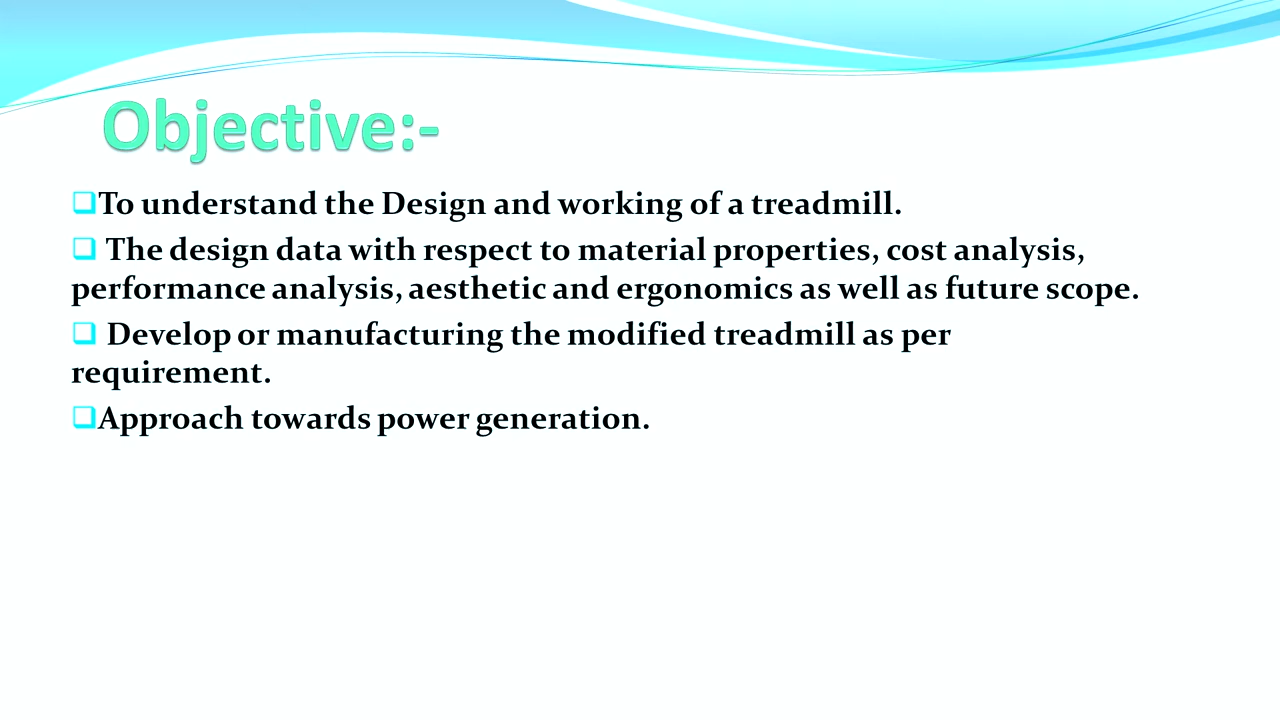 Objective:-
❑To understand the Design and working of a treadmill.
❑ The design data with respect to material properties, cost analysis,
performance analysis, aesthetic and ergonomics as well as future scope.
❑ Develop or manufacturing the modified treadmill as per
requirement.
❑Approach towards power generation.